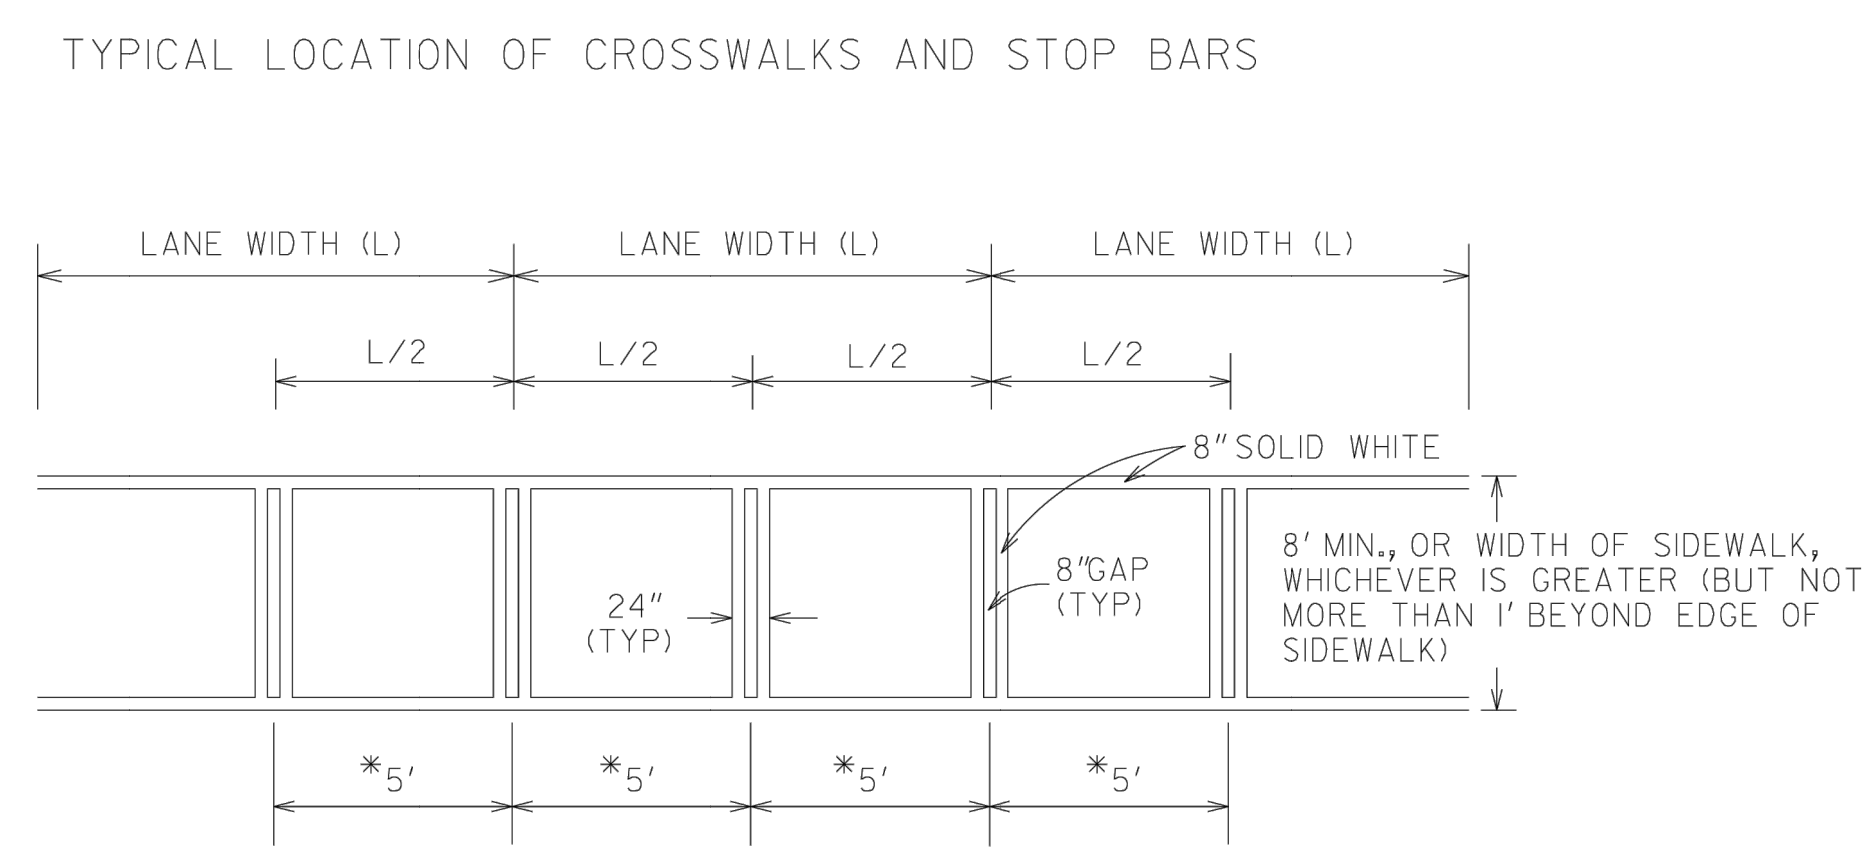 TYPICAL LOCATION OF CROSSWALKS AND STOP BARS
LANE WIDTH (L)
LANE WIDTH (L)
LANE WIDTH (L)
L/2
L/2
L/2
L/2
8" SOLID WHITE
8' MIN., OR WIDTH OF SIDEWALK,
WHICHEVER IS GREATER (BUT NOT
MORE THAN 1' BEYOND EDGE OF
SIDEWALK)
8" GAP
(TYP)
24"
(TYP)
*5'
*5'
*5'
*5'